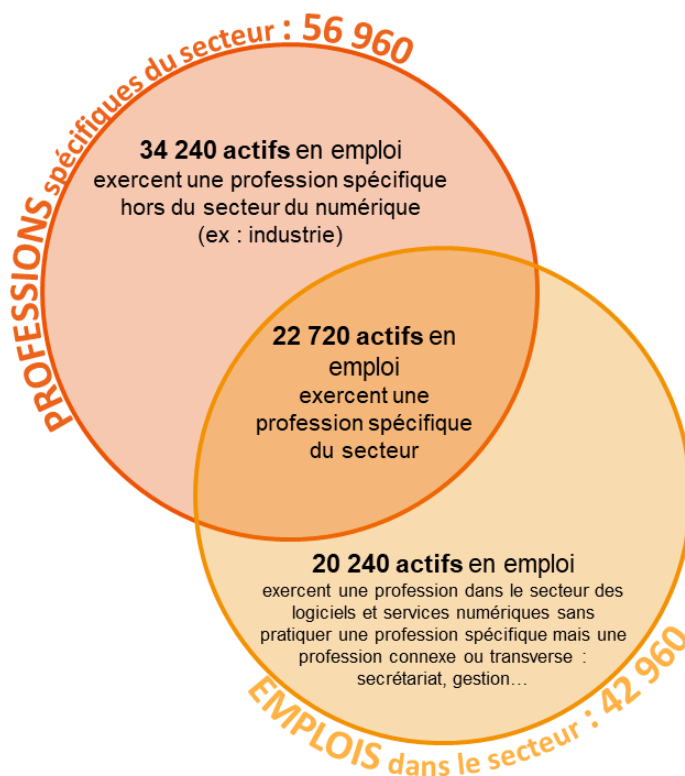 PROFESSIONS spécifiques du secteur : 56 960
34 240 actifs en emploi
exercent une profession spécifique
hors du secteur du numérique
(ex : industrie)
22 720 actifs en
emploi
exercent une
profession spécifique
du secteur
20 240 actifs en emploi
exercent une profession dans le secteur des
logiciels et services numériques sans
pratiquer une profession spécifique mais une
profession connexe ou transverse :
secrétariat, gestion…
EMPLOIS dans le secteur : 42 960